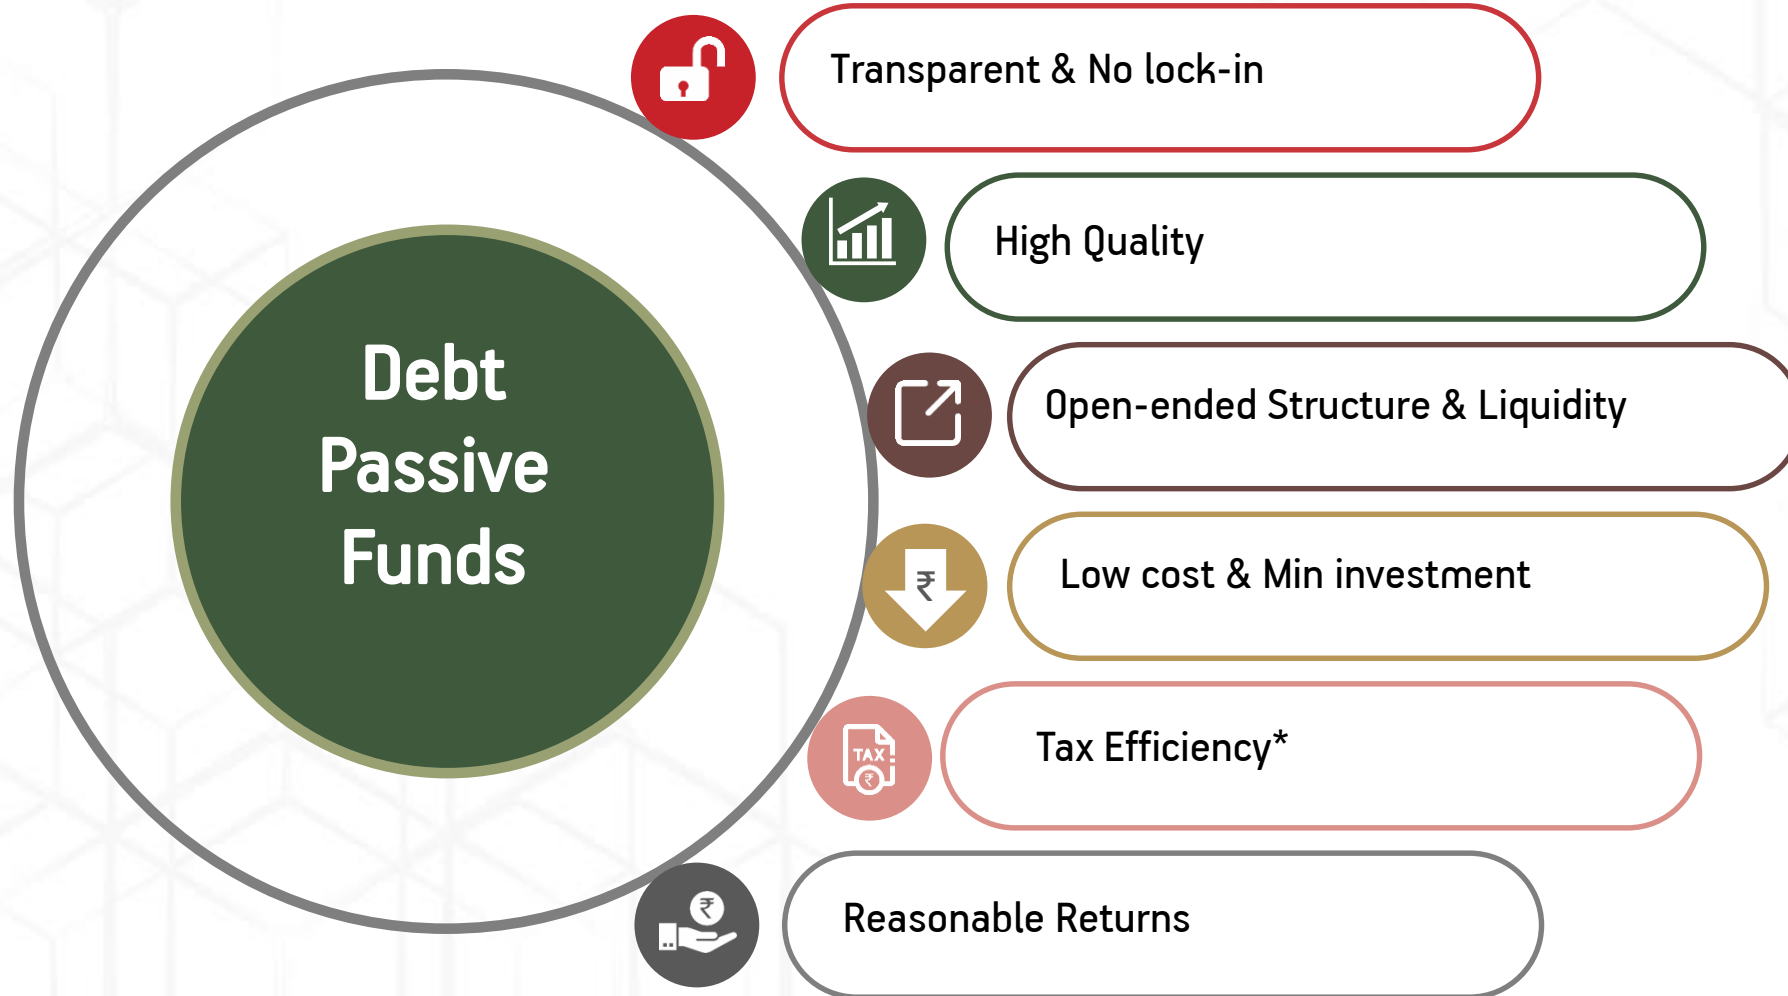 Transparent & No lock-in
High Quality
Debt
Passive
Funds
Open-ended Structure & Liquidity
₹
Low cost & Min investment
TAX
₹
Tax Efficiency*
₹
Reasonable Returns